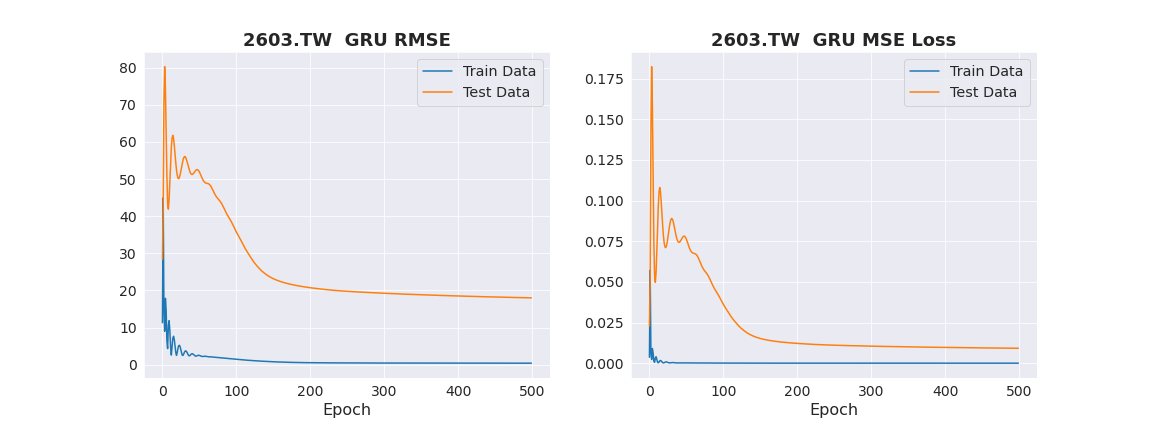 2603.TW  GRU RMSE
80
70
60
50
40
30
20
10
0
0 100 200 300 400 500
Epoch
Train Data
Test Data
2603.TW  GRU MSE Loss
0.175
0.150
0.125
0.100
0.075
0.050
0.025
0.000
0 100 200 300 400 500
Epoch
Train Data
Test Data